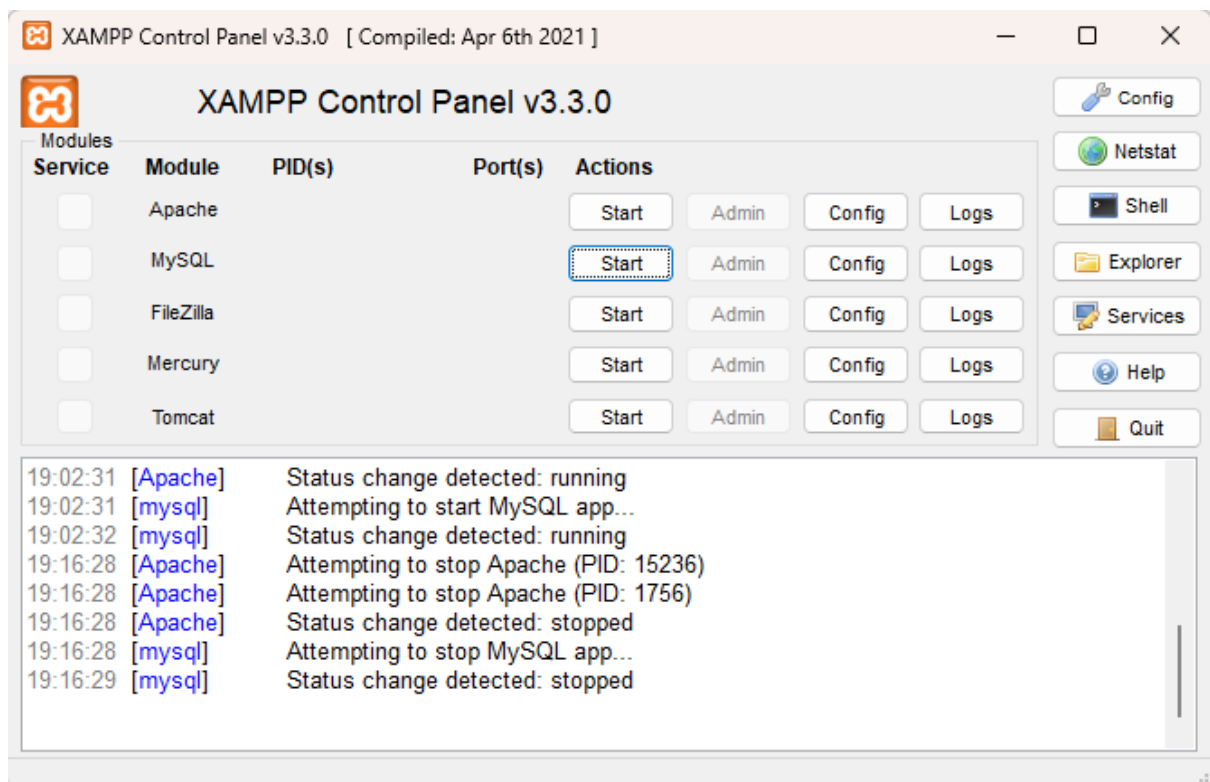 XAMPP Control Panel v3.3.0 [ Compiled: Apr 6th 2021 ]
XAMPP Control Panel v3.3.0
Config
Modules
Netstat
Service Module PID(s) Port(s) Actions
Apache Start Admin Config Logs
Shell
MySQL Start Admin Config Logs
Explorer
FileZilla Start Admin Config Logs
Services
Mercury Start Admin Config Logs
Help
Tomcat Start Admin Config Logs
Quit
19:02:31 [Apache] Status change detected: running
19:02:31 [mysql] Attempting to start MySQL app...
19:02:32 [mysql] Status change detected: running
19:16:28 [Apache] Attempting to stop Apache (PID: 15236)
19:16:28 [Apache] Attempting to stop Apache (PID: 1756)
19:16:28 [Apache] Status change detected: stopped
19:16:28 [mysql] Attempting to stop MySQL app...
19:16:29 [mysql] Status change detected: stopped